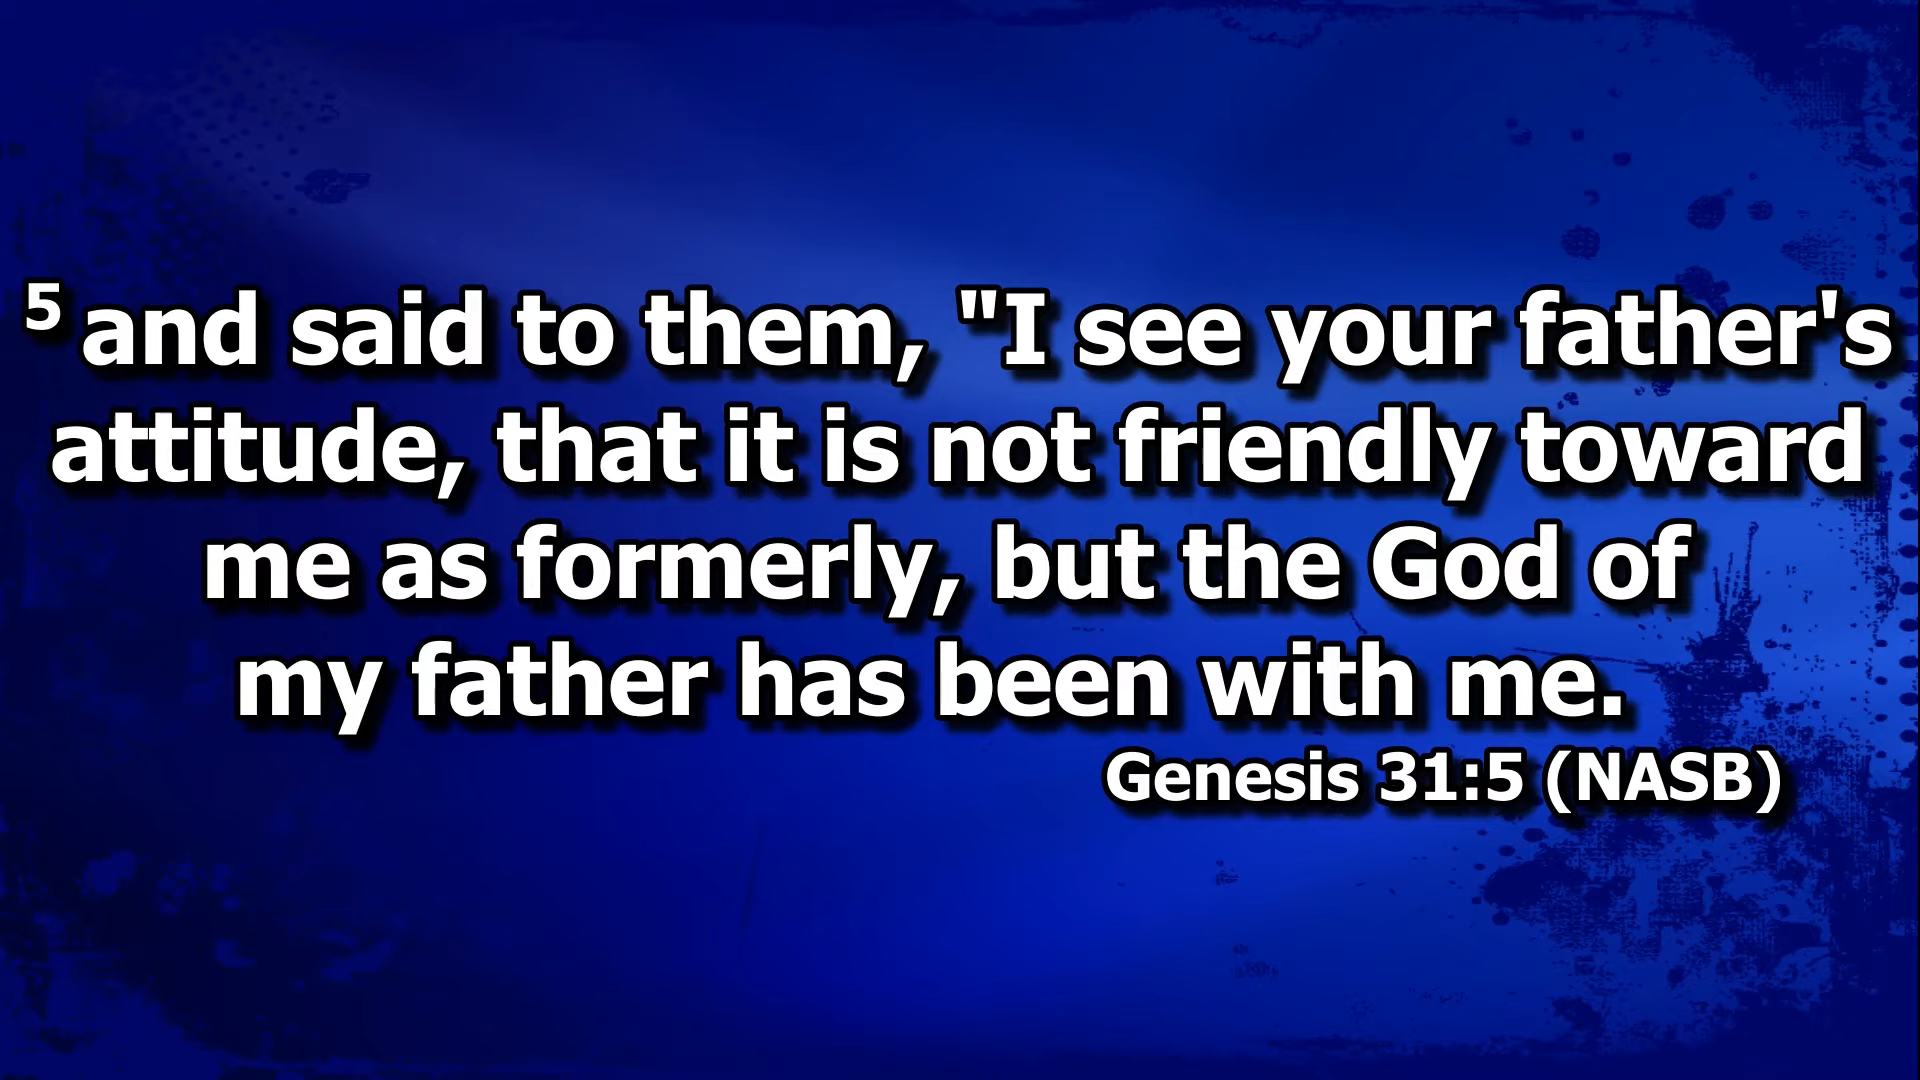 5 and said to them, "I see your father's
attitude, that it is not friendly toward
me as formerly, but the God of
my father has been with me.
Genesis 31:5 (NASB)